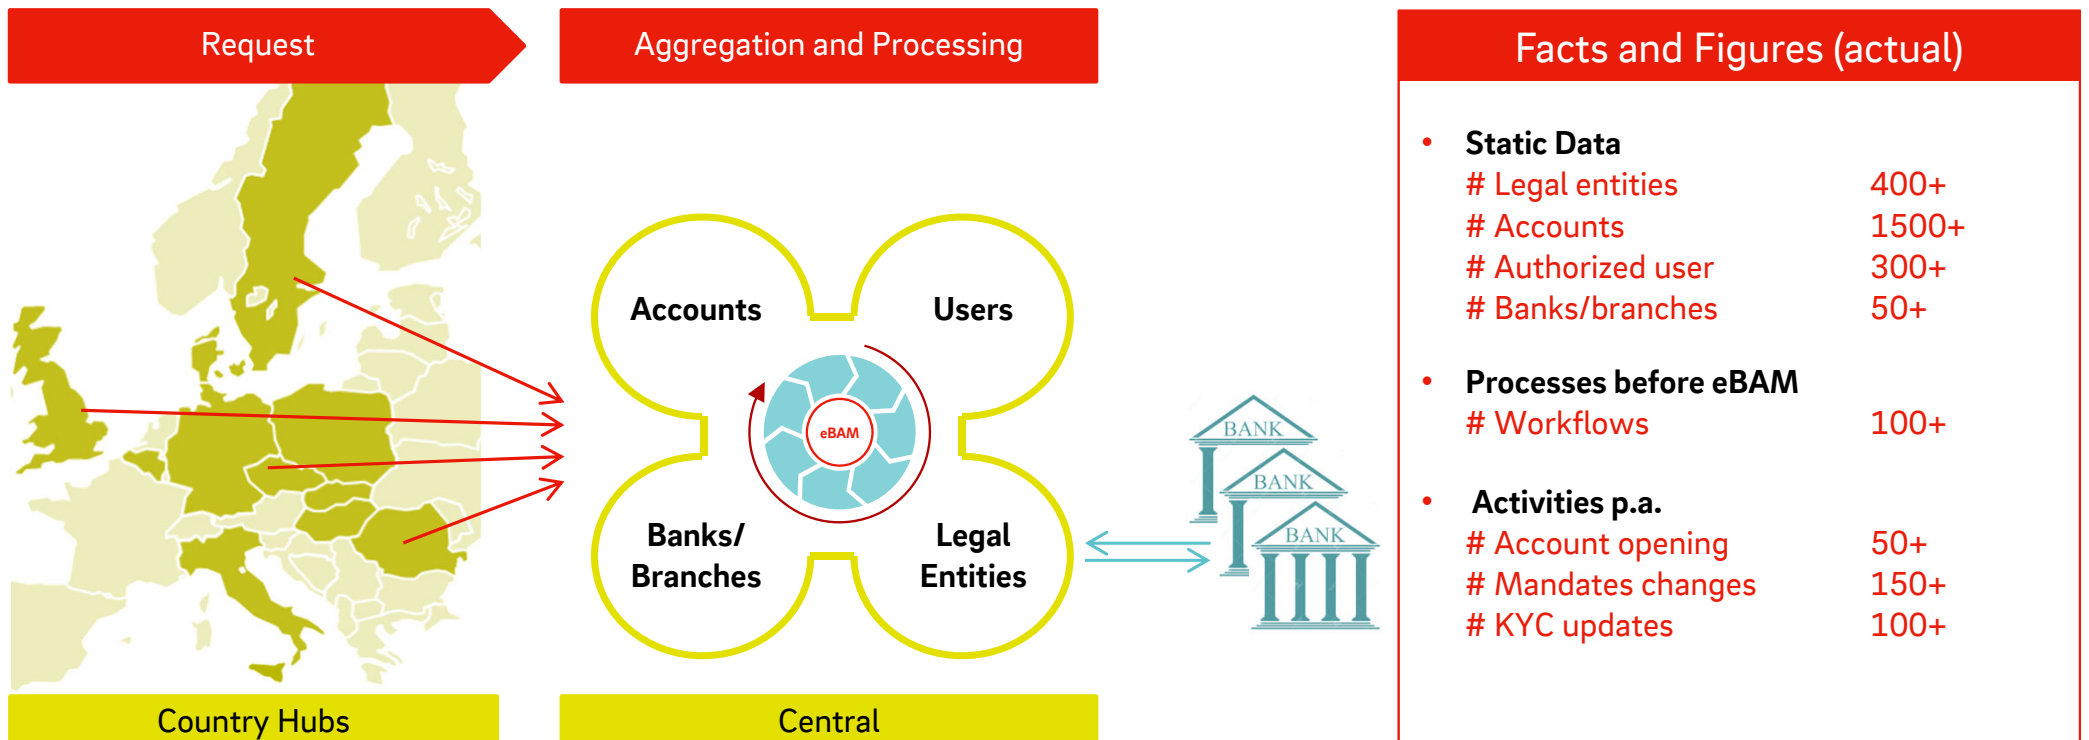 Request
Aggregation and Processing
Facts and Figures (actual)
Accounts
Users
eBAM
Banks/
Branches
Legal
Entities
BANK
BANK
BANK
Country Hubs
Central
• Static Data
# Legal entities 400+
# Accounts 1500+
# Authorized user 300+
# Banks/branches 50+
• Processes before eBAM
# Workflows 100+
• Activities p.a.
# Account opening 50+
# Mandates changes 150+
# KYC updates 100+